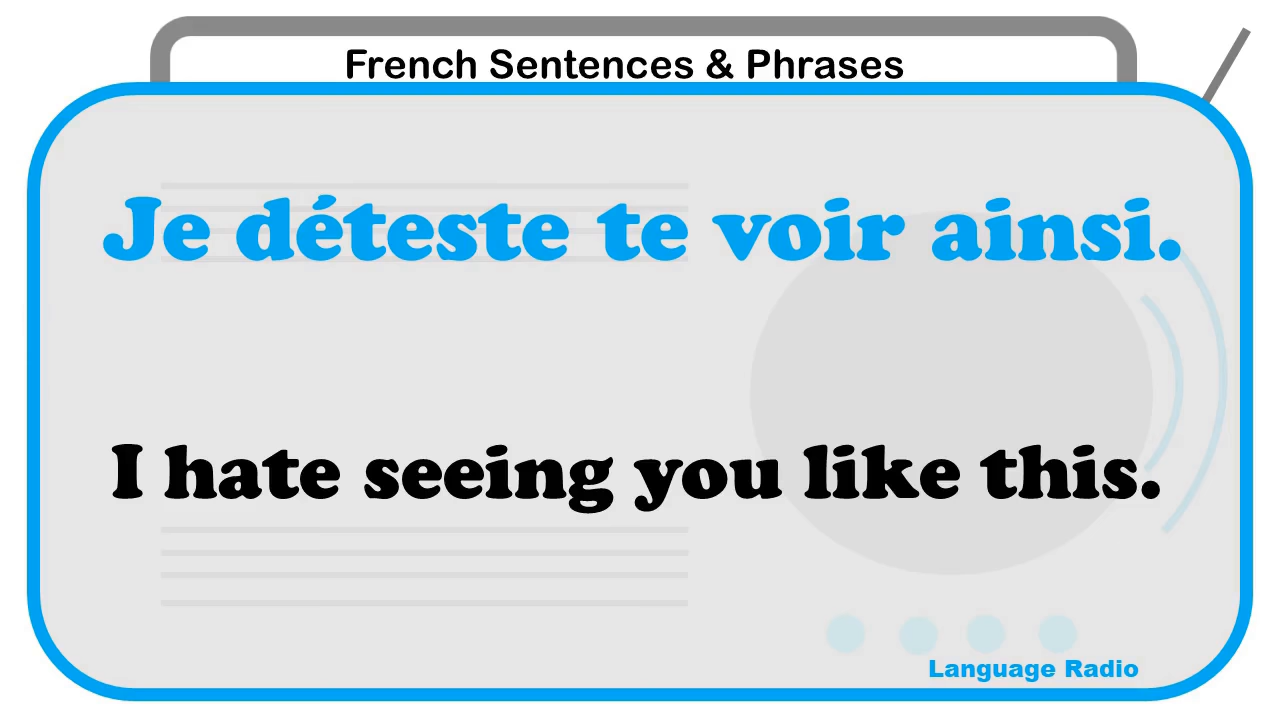 French Sentences & Phrases
Je déteste te voir ainsi.
I hate seeing you like this.
Language Radio